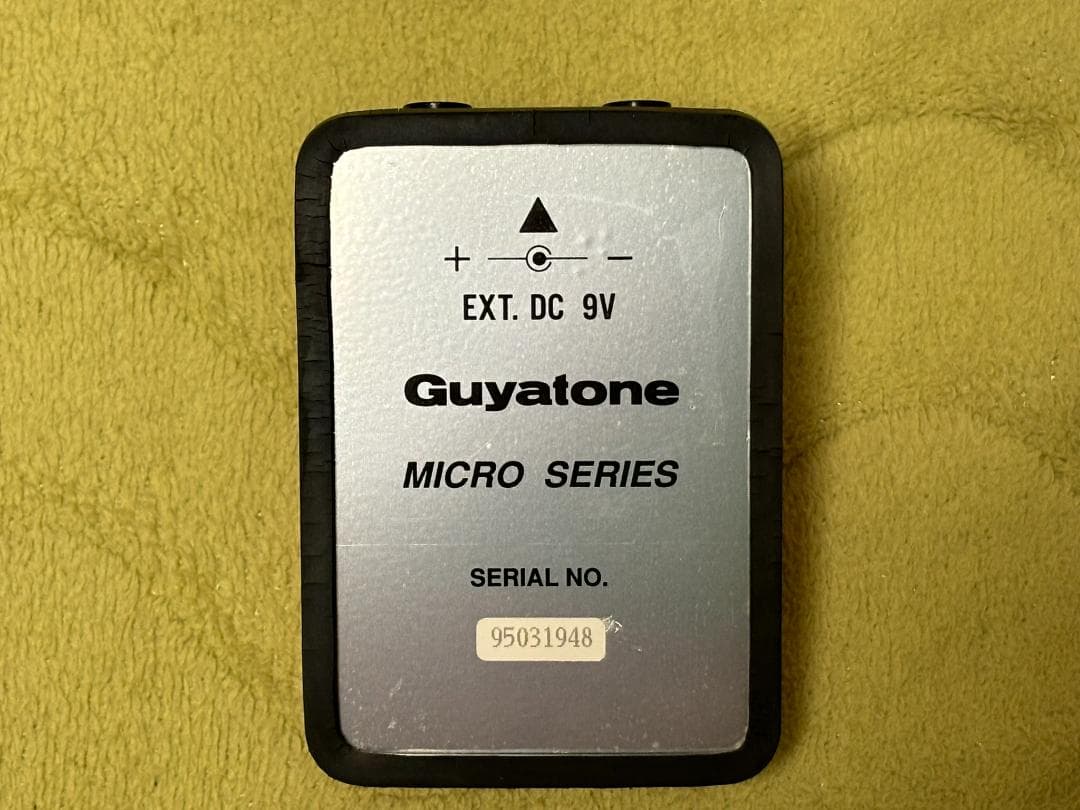 + −
EXT. DC 9V
Guyatone
MICRO SERIES
SERIAL NO.
95031948